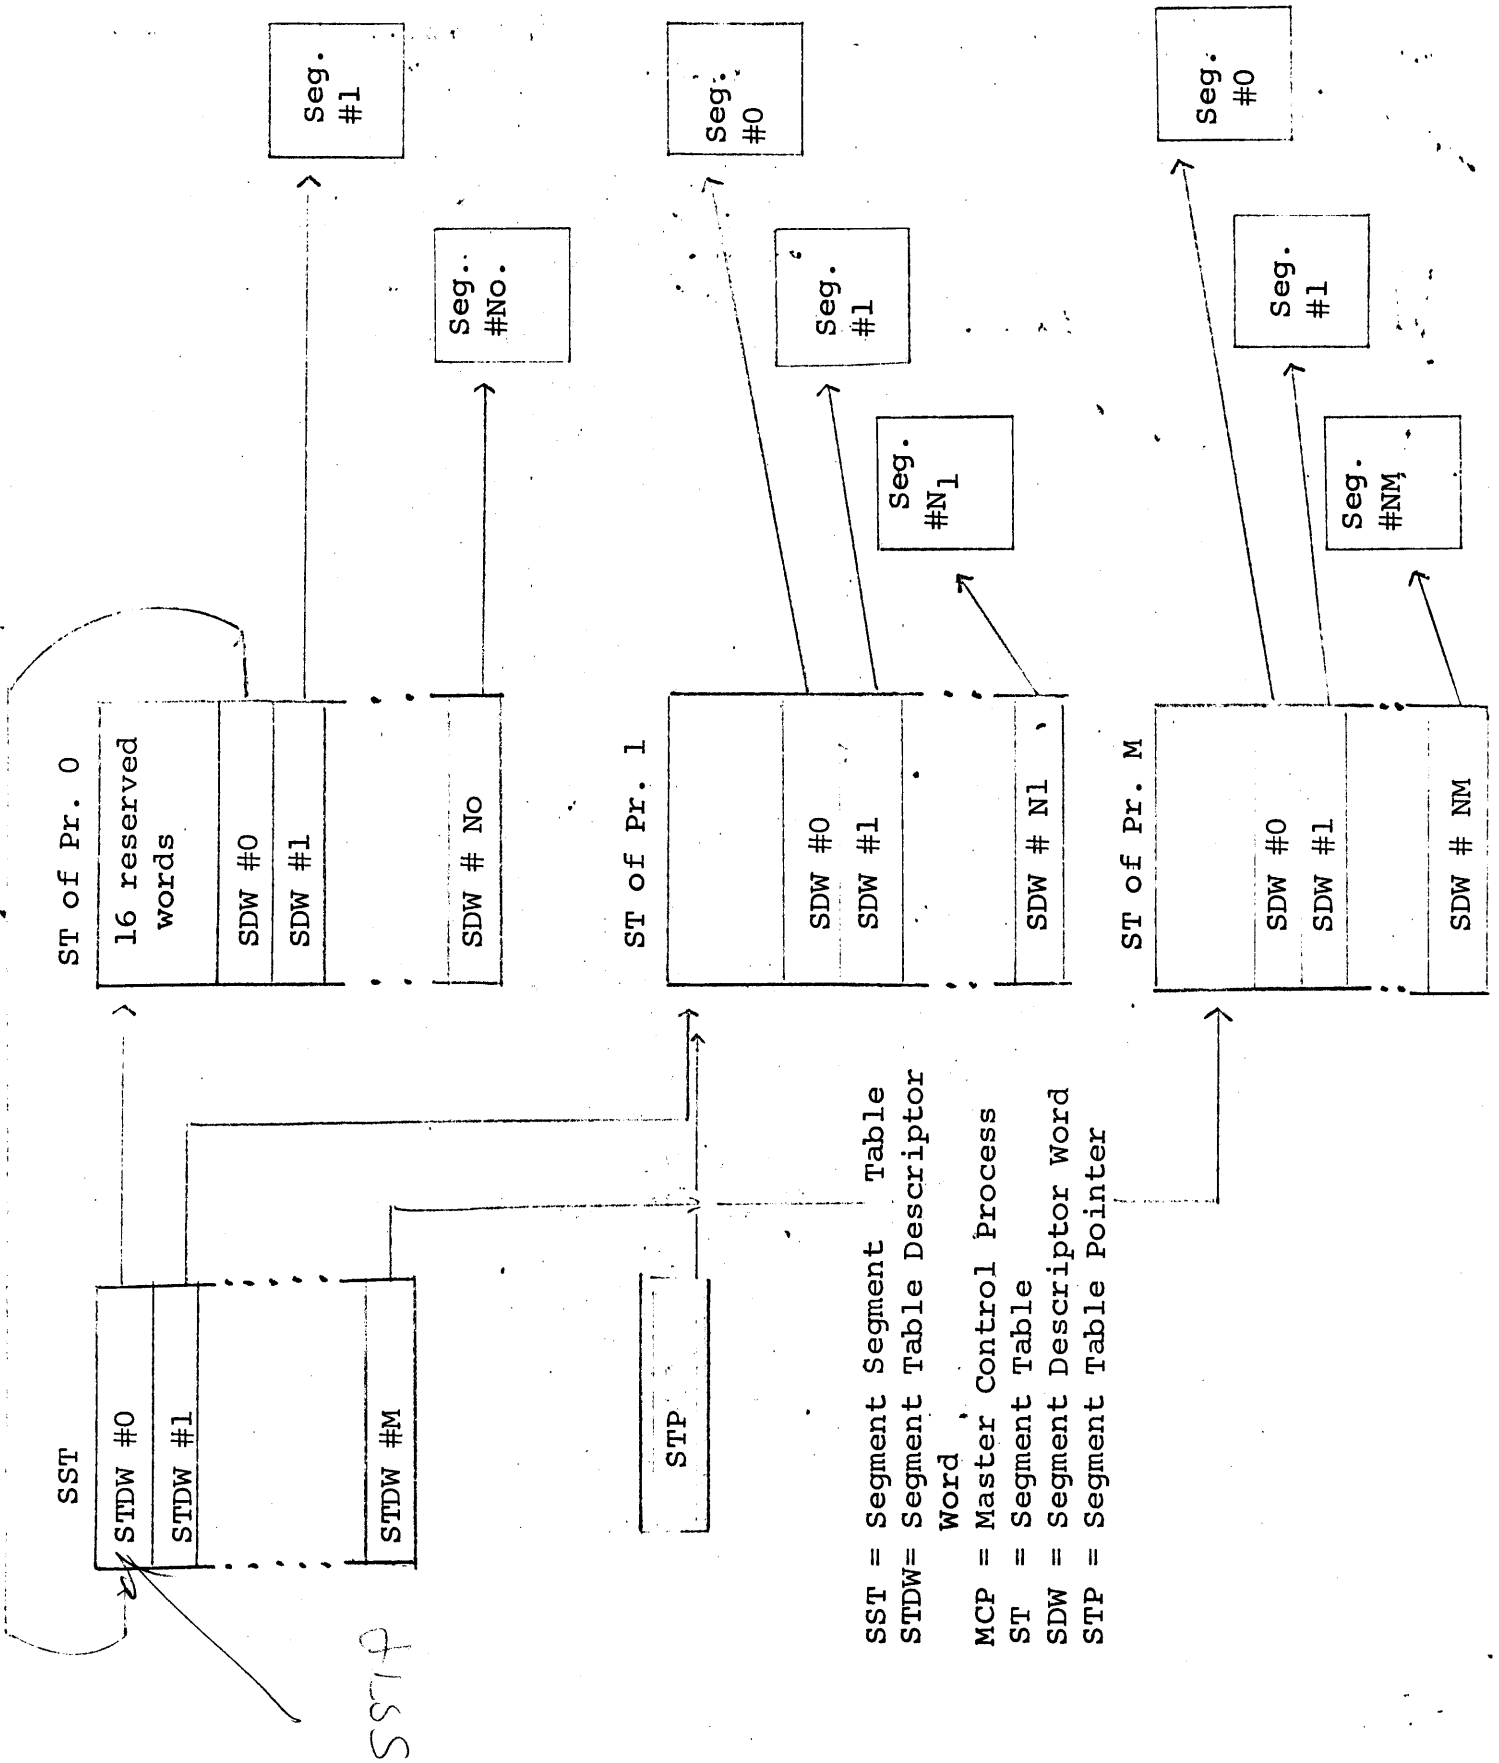 SST
STDW #0
STDW #1
STDW #M
SSTP
STP
ST of Pr. 0
16 reserved
words
SDW #0
SDW #1
SDW # No
Seg.
#1
Seg.
#No.
ST of Pr. 1
SDW #0
SDW #1
SDW # N1
Seg.
#0
Seg.
#1
Seg.
#N1
ST of Pr. M
SDW #0
SDW #1
SDW # NM
Seg.
#0
Seg.
#1
Seg.
#NM
SST = Segment Segment Table
STDW= Segment Table Descriptor
Word
MCP = Master Control Process
ST = Segment Table
SDW = Segment Descriptor Word
STP = Segment Table Pointer